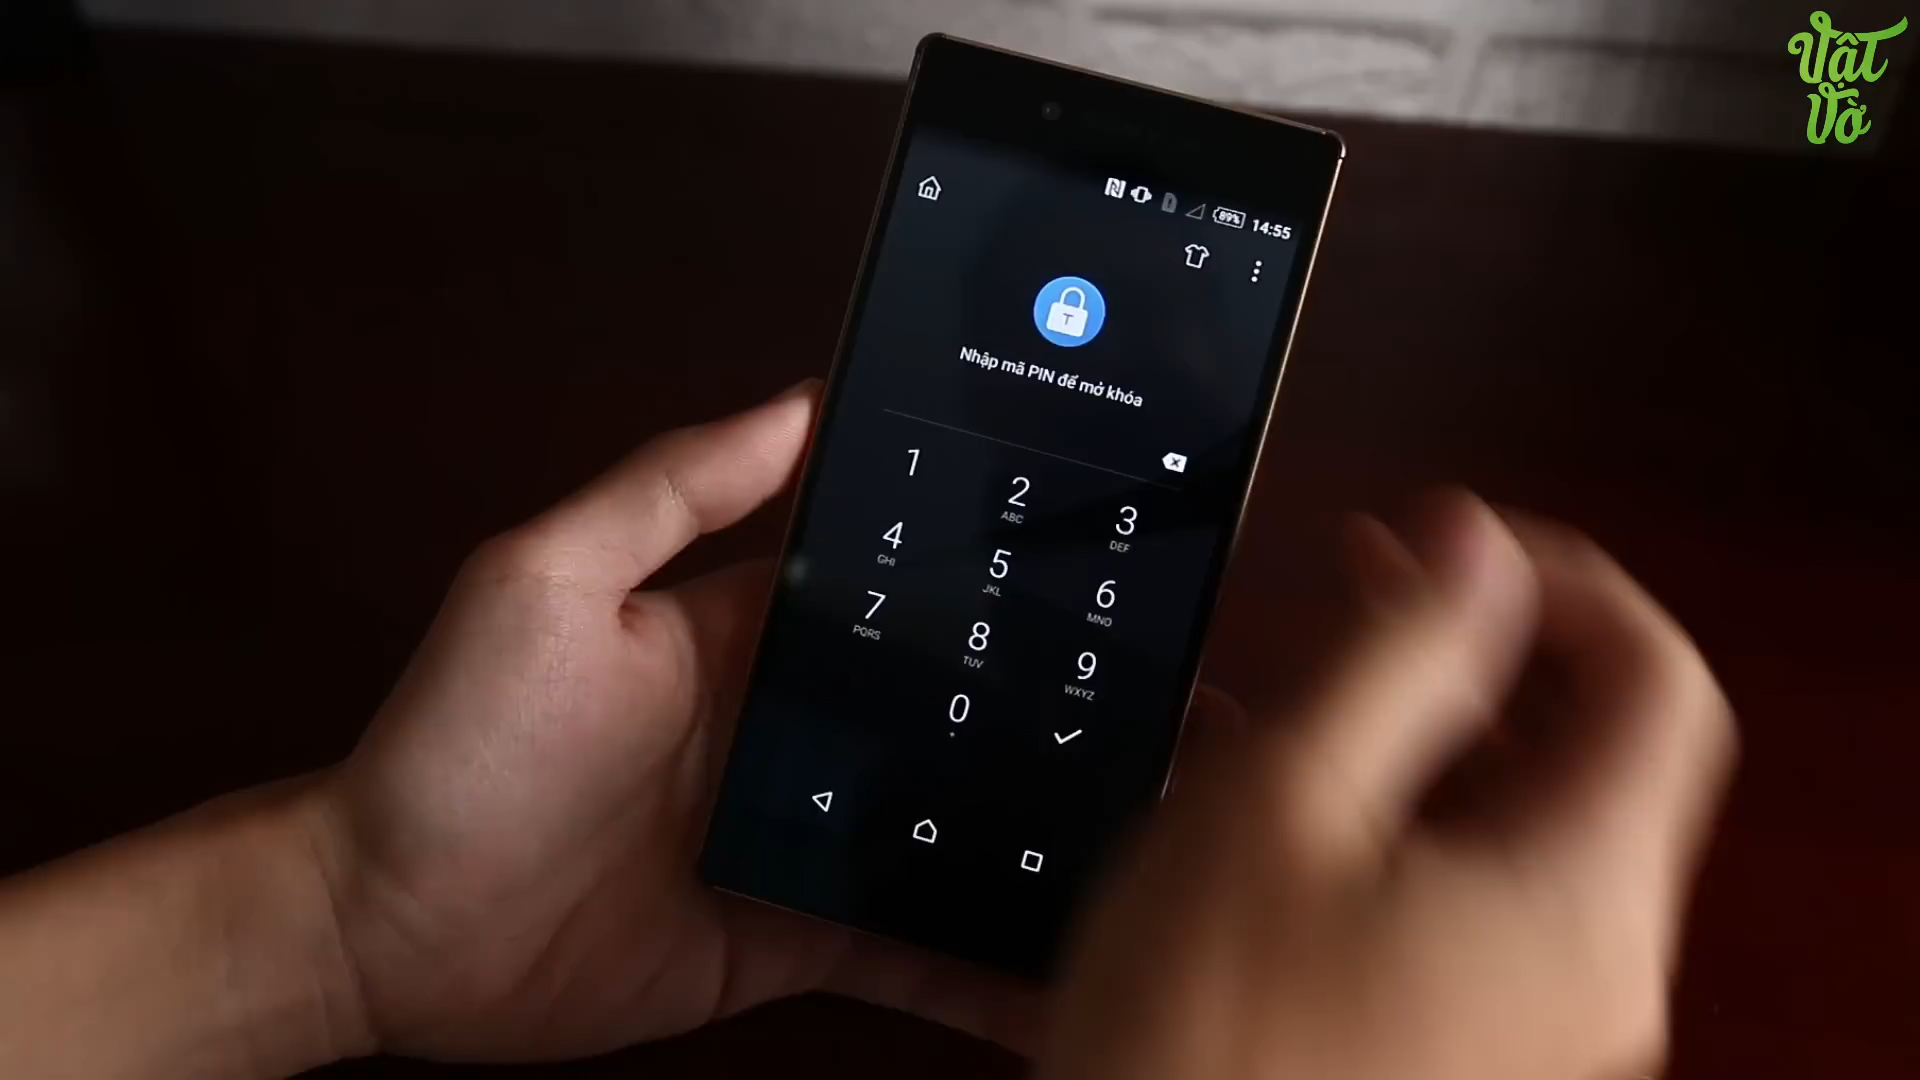 Vật
Vờ
89% 14:55
T
Nhập mã PIN để mở khóa
1
2
ABC
3
DEF
4
GHI
5
JKL
6
MNO
7
PQRS
8
TUV
9
WXYZ
0
+